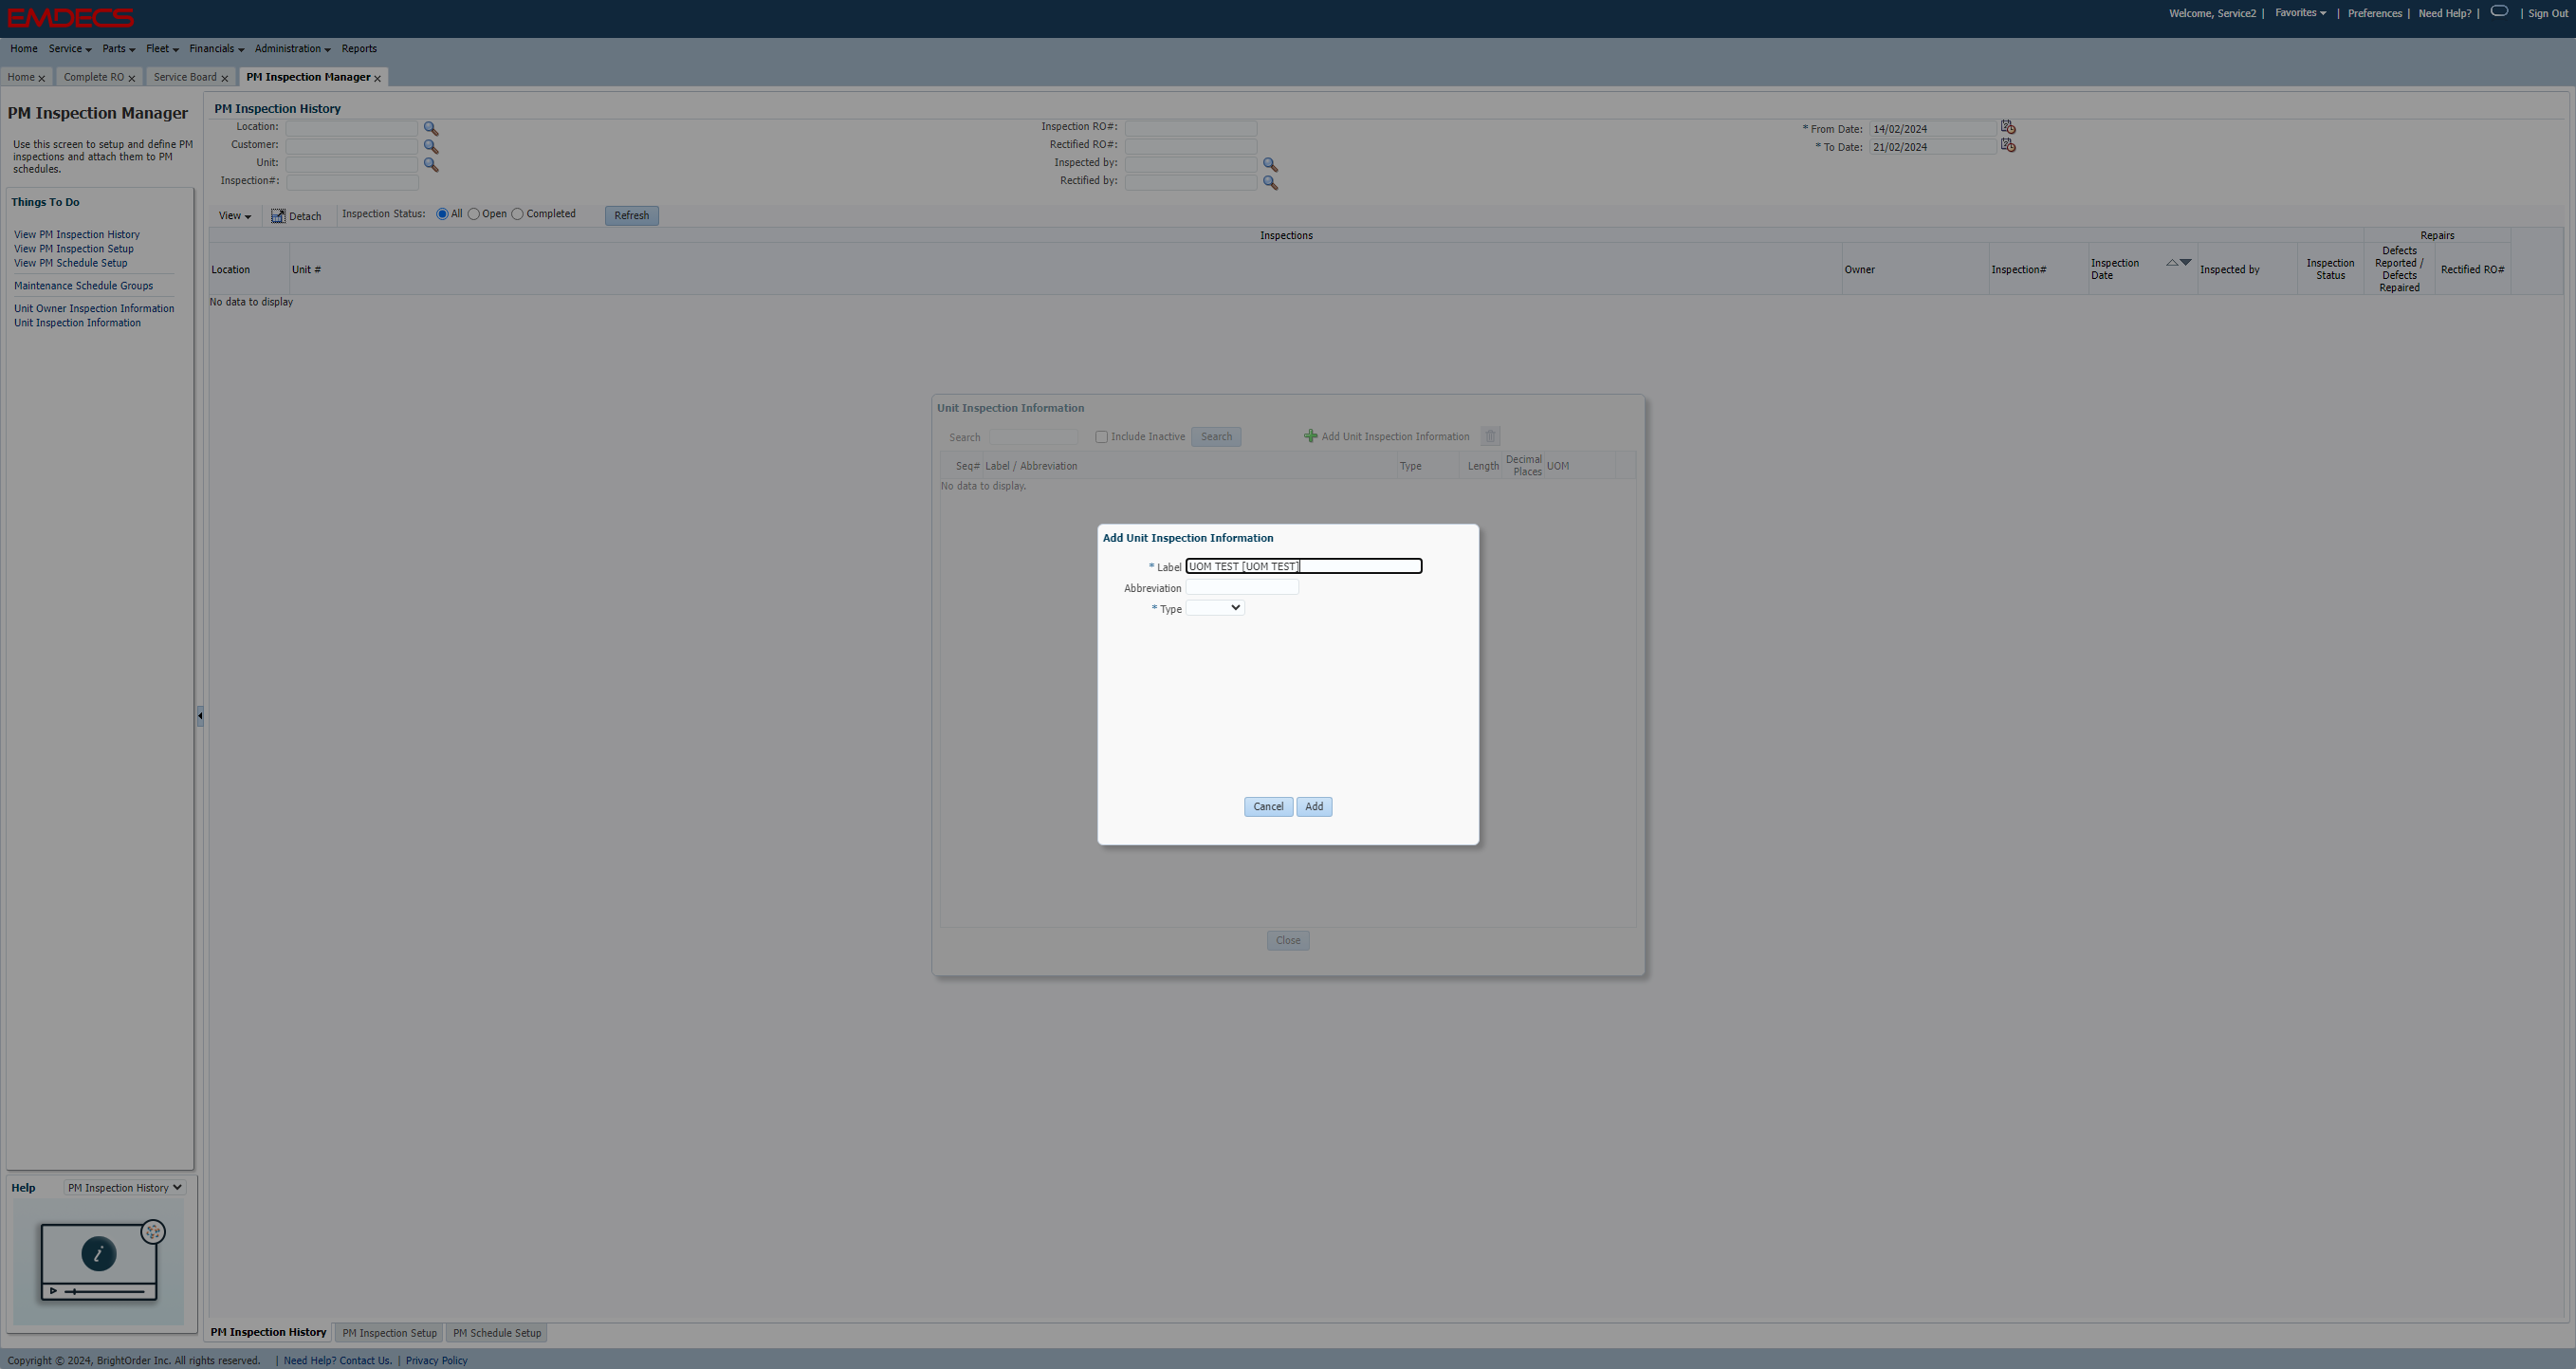 EMDECS
Welcome, Service2 | Favorites | Preferences | Need Help? | | Sign Out
Home Service Parts Fleet Financials Administration Reports
Home x Complete RO x Service Board x PM Inspection Manager x
PM Inspection Manager
Use this screen to setup and define PM
inspections and attach them to PM
schedules.
Things To Do
View PM Inspection History
View PM Inspection Setup
View PM Schedule Setup
Maintenance Schedule Groups
Unit Owner Inspection Information
Unit Inspection Information
PM Inspection History
Location: Inspection RO#: * From Date: 14/02/2024
Customer: Rectified RO#: * To Date: 21/02/2024
Unit: Inspected by:
Inspection#: Rectified by:
View Detach Inspection Status: All Open Completed Refresh
Inspections Repairs
Location Unit # Owner Inspection# Inspection Date Inspected by Inspection Status Defects Reported / Defects Repaired Rectified RO#
No data to display
Unit Inspection Information
Search Include Inactive Search Add Unit Inspection Information
Seq# Label / Abbreviation Type Length Decimal Places UOM
No data to display.
Add Unit Inspection Information
* Label UOM TEST [UOM TEST]
Abbreviation
* Type
Cancel Add
Close
Help PM Inspection History
i
PM Inspection History PM Inspection Setup PM Schedule Setup
Copyright © 2024, BrightOrder Inc. All rights reserved. | Need Help? Contact Us. | Privacy Policy